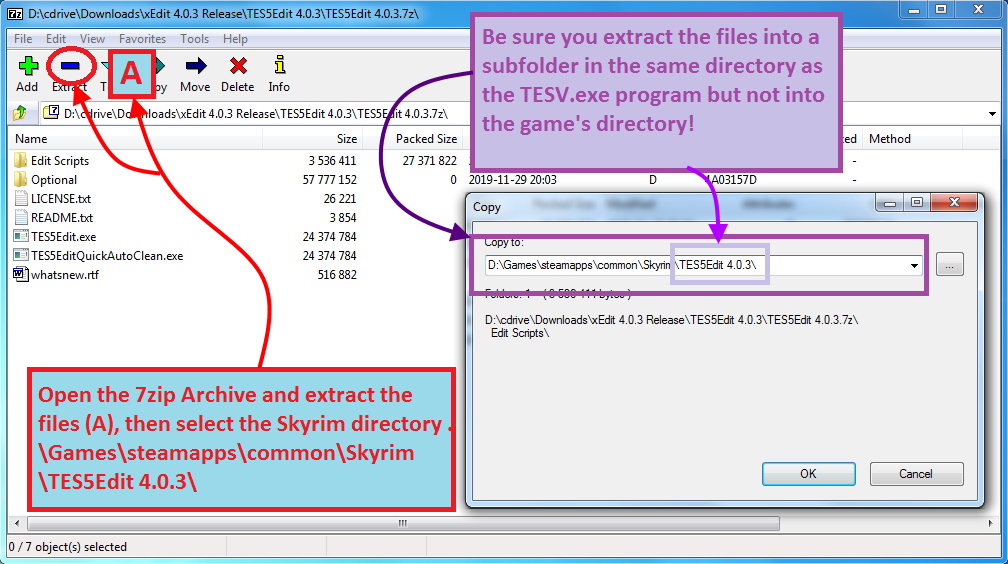 D:\cdrive\Downloads\xEdit 4.0.3 Release\TES5Edit 4.0.3\TES5Edit 4.0.3.7z\
File Edit View Favorites Tools Help
A
Add Extract Move Delete Info
D:\cdrive\Downloads\xEdit 4.0.3 Release\TES5Edit 4.0.3\TES5Edit 4.0.3.7z\
Be sure you extract the files into a
subfolder in the same directory as
the TESV.exe program but not into
the game's directory!
Name Size Packed Size Method
Edit Scripts 3 536 411 27 371 822 -
Optional 57 777 152 0 2019-11-29 20:03 D 4A03157D -
LICENSE.txt 26 221
README.txt 3 854
TES5Edit.exe 24 374 784
TES5EditQuickAutoClean.exe 24 374 784
whatsnew.rtf 516 882
Copy
Copy to:
D:\Games\steamapps\common\Skyrim\TES5Edit 4.0.3\
...
D:\cdrive\Downloads\xEdit 4.0.3 Release\TES5Edit 4.0.3\TES5Edit 4.0.3.7z\
Edit Scripts\
OK Cancel
Open the 7zip Archive and extract the
files (A), then select the Skyrim directory .
\Games\steamapps\common\Skyrim
\TES5Edit 4.0.3\
0 / 7 object(s) selected